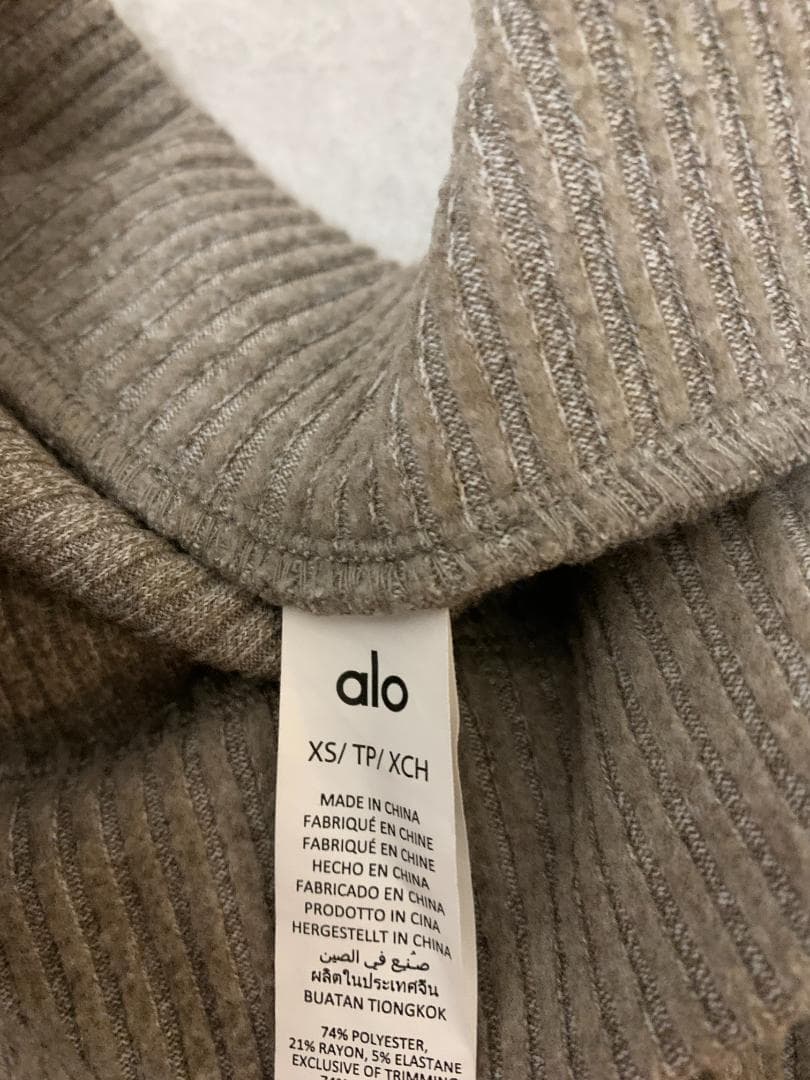 alo
XS/ TP/ XCH
MADE IN CHINA
FABRIQUÉ EN CHINE
FABRIQUÉ EN CHINE
HECHO EN CHINA
FABRICADO EN CHINA
PRODOTTO IN CINA
HERGESTELLT IN CHINA
صُنع في الصين
ผลิตในประเทศจีน
BUATAN TIONGKOK
74% POLYESTER,
21% RAYON, 5% ELASTANE
EXCLUSIVE OF TRIMMING